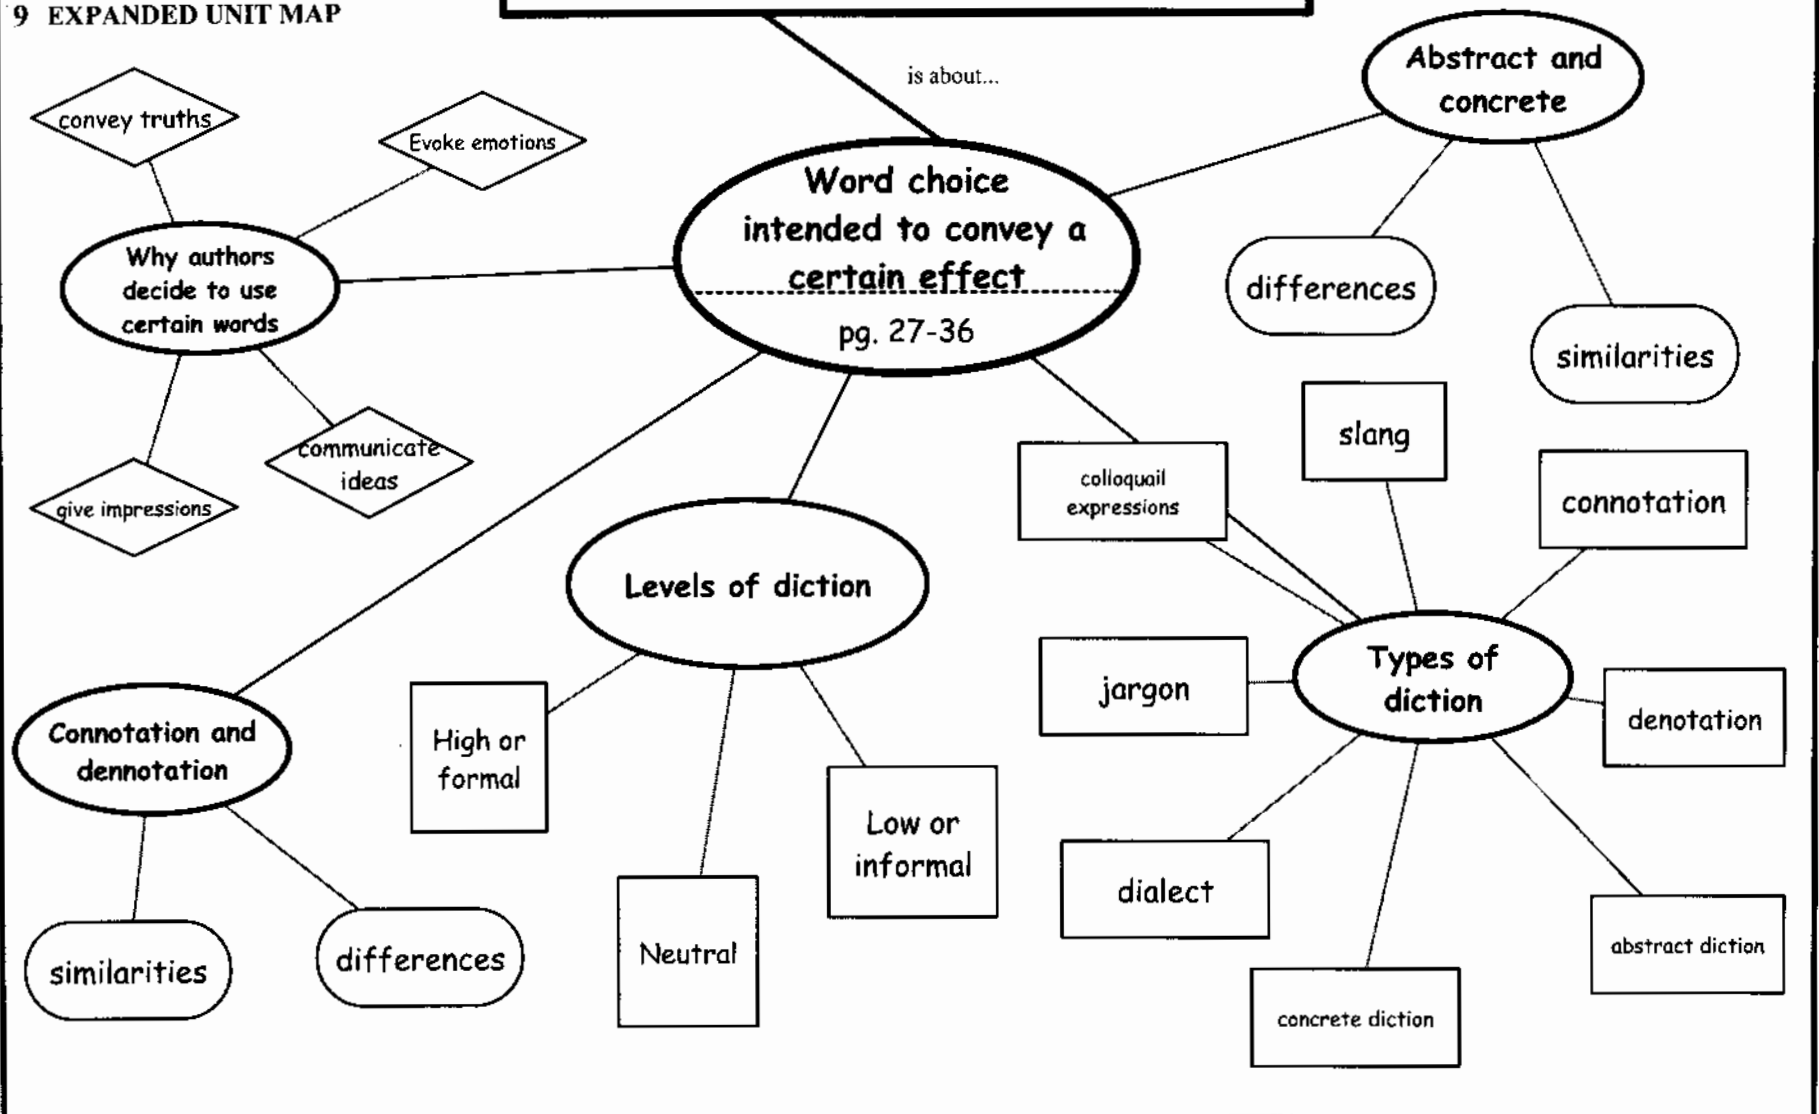 9 EXPANDED UNIT MAP
is about...
Abstract and
concrete
convey truths
Evoke emotions
Word choice
intended to convey a
certain effect
pg. 27-36
Why authors
decide to use
certain words
differences
similarities
communicate
ideas
give impressions
slang
colloquail
expressions
connotation
Levels of diction
Types of
diction
jargon
denotation
Connotation and
dennotation
High or
formal
Low or
informal
dialect
Neutral
abstract diction
similarities
differences
concrete diction